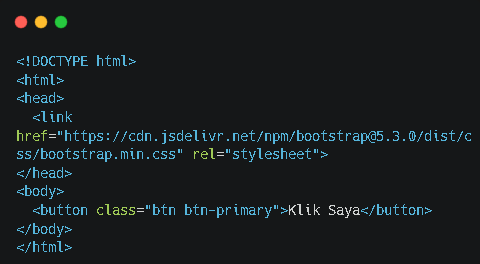 <!DOCTYPE html>
<html>
<head>
  <link
href="https://cdn.jsdelivr.net/npm/bootstrap@5.3.0/dist/c
ss/bootstrap.min.css" rel="stylesheet">
</head>
<body>
  <button class="btn btn-primary">Klik Saya</button>
</body>
</html>